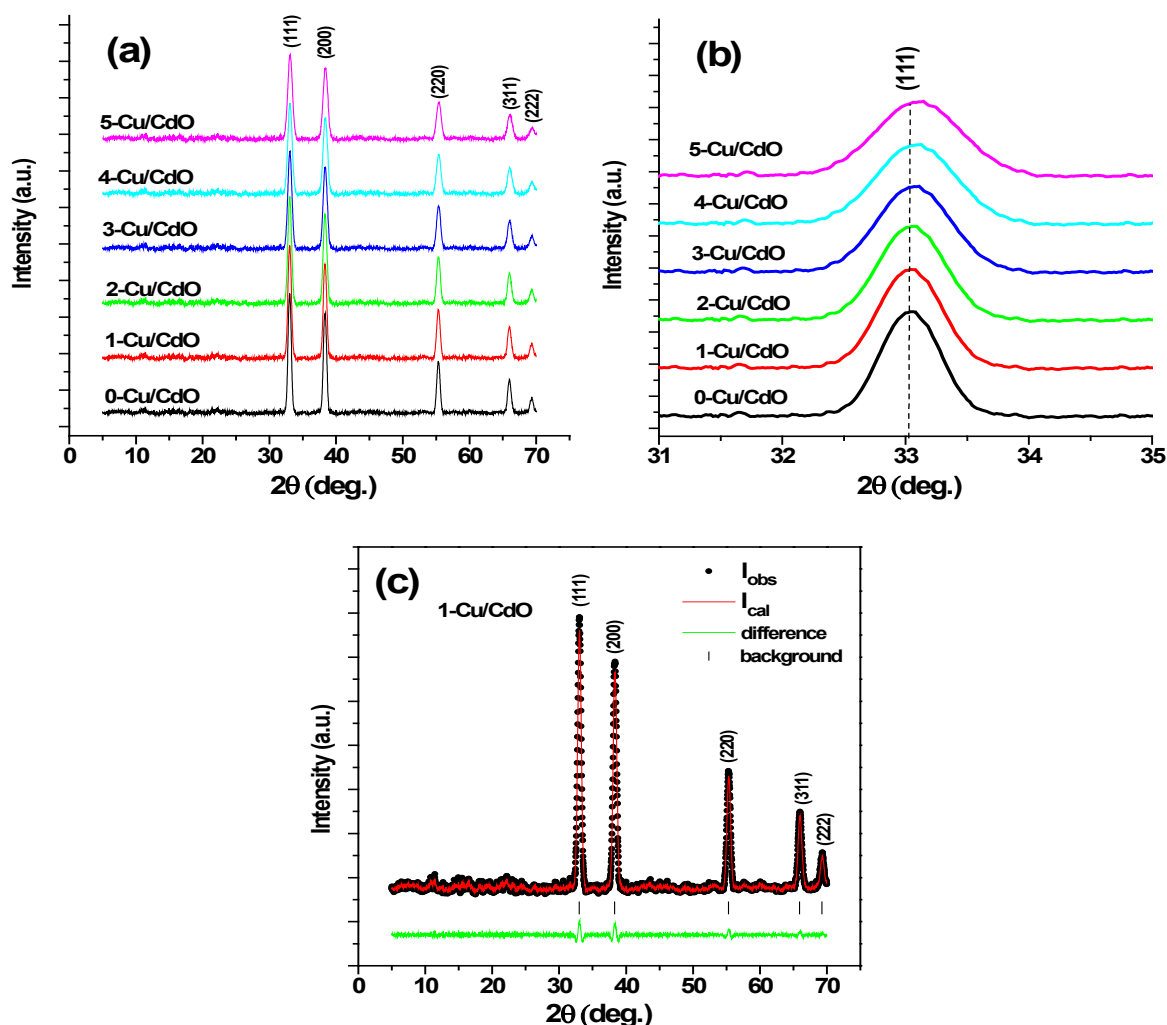 (a)
(111)
(200)
(220)
(311)
(222)
5-Cu/CdO
4-Cu/CdO
3-Cu/CdO
2-Cu/CdO
1-Cu/CdO
0-Cu/CdO
Intensity (a.u.)
0 10 20 30 40 50 60 70
2θ (deg.)
(b)
(111)
5-Cu/CdO
4-Cu/CdO
3-Cu/CdO
2-Cu/CdO
1-Cu/CdO
0-Cu/CdO
Intensity (a.u.)
31 32 33 34 35
2θ (deg.)
(c)
1-Cu/CdO
(111)
(200)
(220)
(311)
(222)
I_obs
I_cal
difference
background
Intensity (a.u.)
0 10 20 30 40 50 60 70
2θ (deg.)